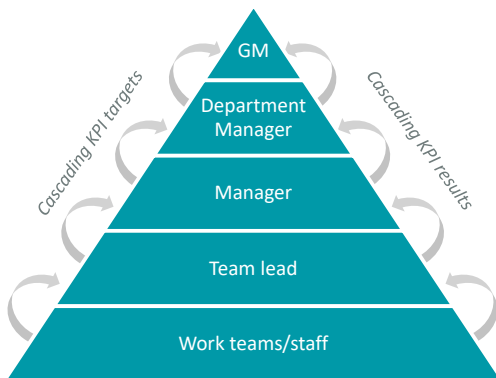 GM
Department
Manager
Manager
Team lead
Work teams/staff
Cascading KPI targets
Cascading KPI results